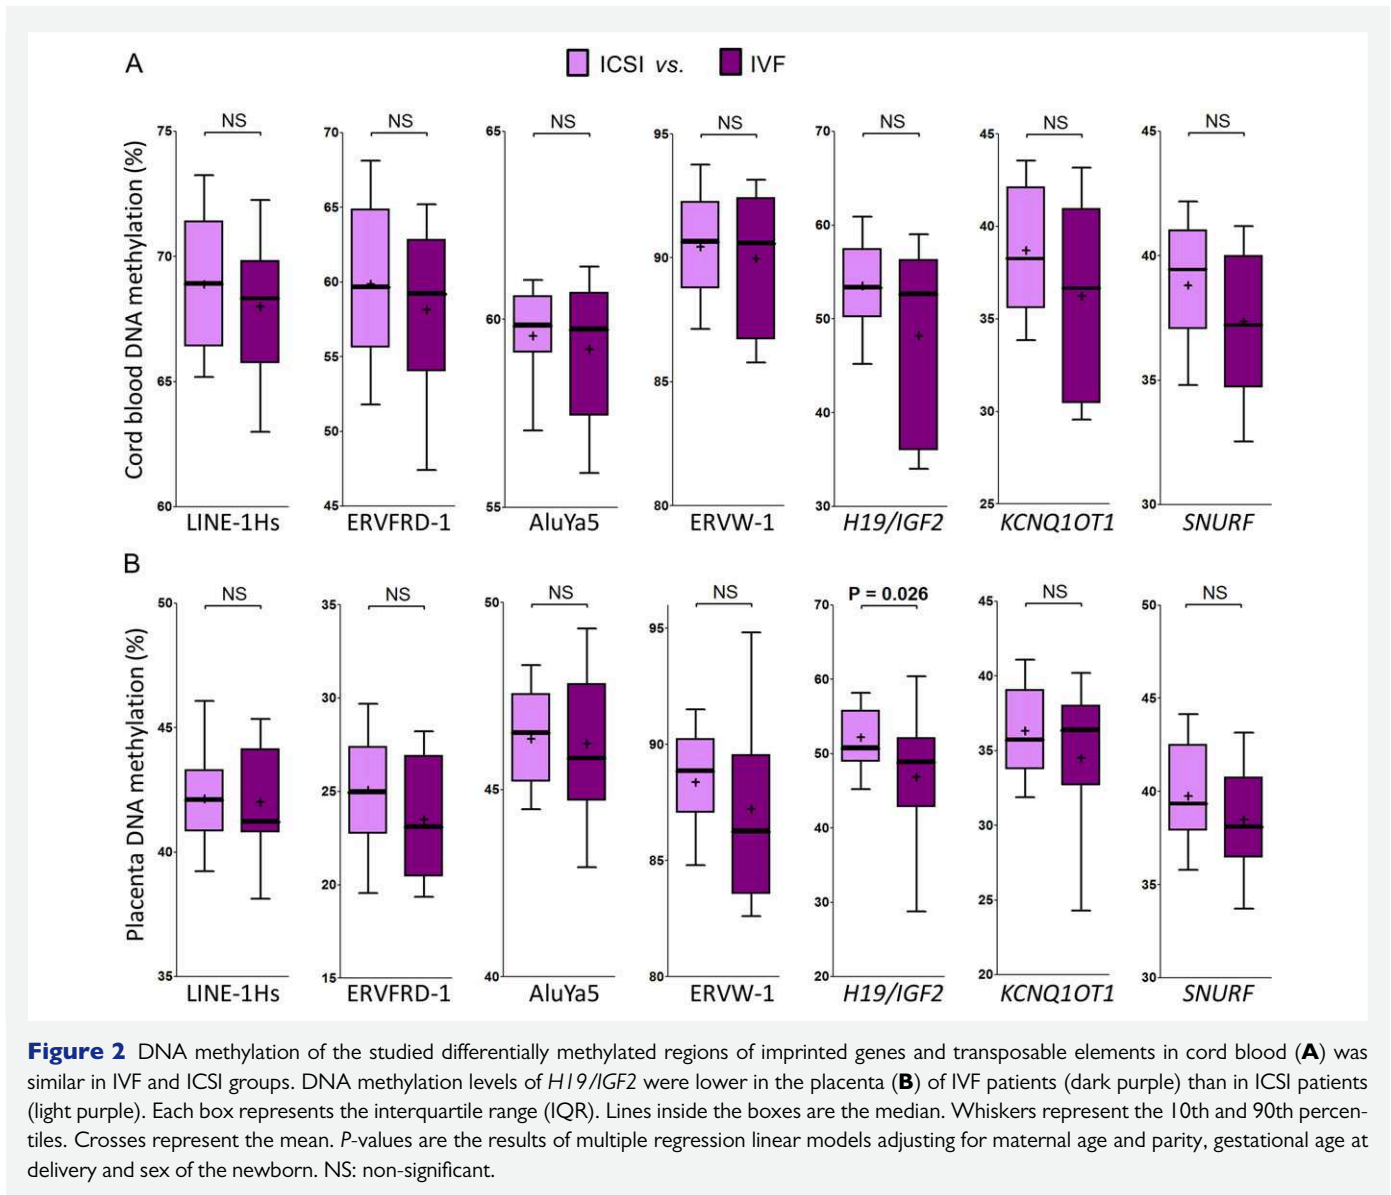 A
ICSI vs. IVF
Cord blood DNA methylation (%)
NS NS NS NS NS NS NS
75 70 65 60
70 65 60 55 50 45
65 60 55
95 90 85 80
70 60 50 40 30
45 40 35 30 25
45 40 35 30
LINE-1Hs ERVFRD-1 AluYa5 ERVW-1 H19/IGF2 KCNQ1OT1 SNURF
B
Placenta DNA methylation (%)
NS NS NS NS P = 0.026 NS NS
50 45 40 35
35 30 25 20 15
50 45 40
95 90 85 80
70 60 50 40 30 20
45 40 35 30 25 20
50 45 40 35 30
LINE-1Hs ERVFRD-1 AluYa5 ERVW-1 H19/IGF2 KCNQ1OT1 SNURF
Figure 2 DNA methylation of the studied differentially methylated regions of imprinted genes and transposable elements in cord blood (A) was
similar in IVF and ICSI groups. DNA methylation levels of H19/IGF2 were lower in the placenta (B) of IVF patients (dark purple) than in ICSI patients
(light purple). Each box represents the interquartile range (IQR). Lines inside the boxes are the median. Whiskers represent the 10th and 90th percen-
tiles. Crosses represent the mean. P-values are the results of multiple regression linear models adjusting for maternal age and parity, gestational age at
delivery and sex of the newborn. NS: non-significant.